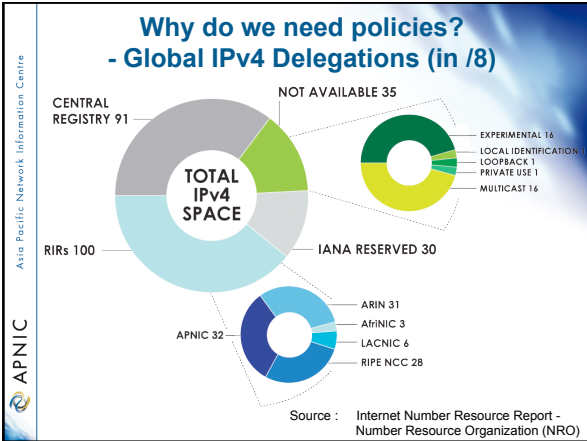 Why do we need policies?
- Global IPv4 Delegations (in /8)
Asia Pacific Network Information Centre
APNIC
NOT AVAILABLE 35
CENTRAL
REGISTRY 91
EXPERIMENTAL 16
LOCAL IDENTIFICATION 1
LOOPBACK 1
PRIVATE USE 1
MULTICAST 16
TOTAL
IPv4
SPACE
RIRs 100
IANA RESERVED 30
ARIN 31
AfriNIC 3
APNIC 32
LACNIC 6
RIPE NCC 28
Source : Internet Number Resource Report -
Number Resource Organization (NRO)